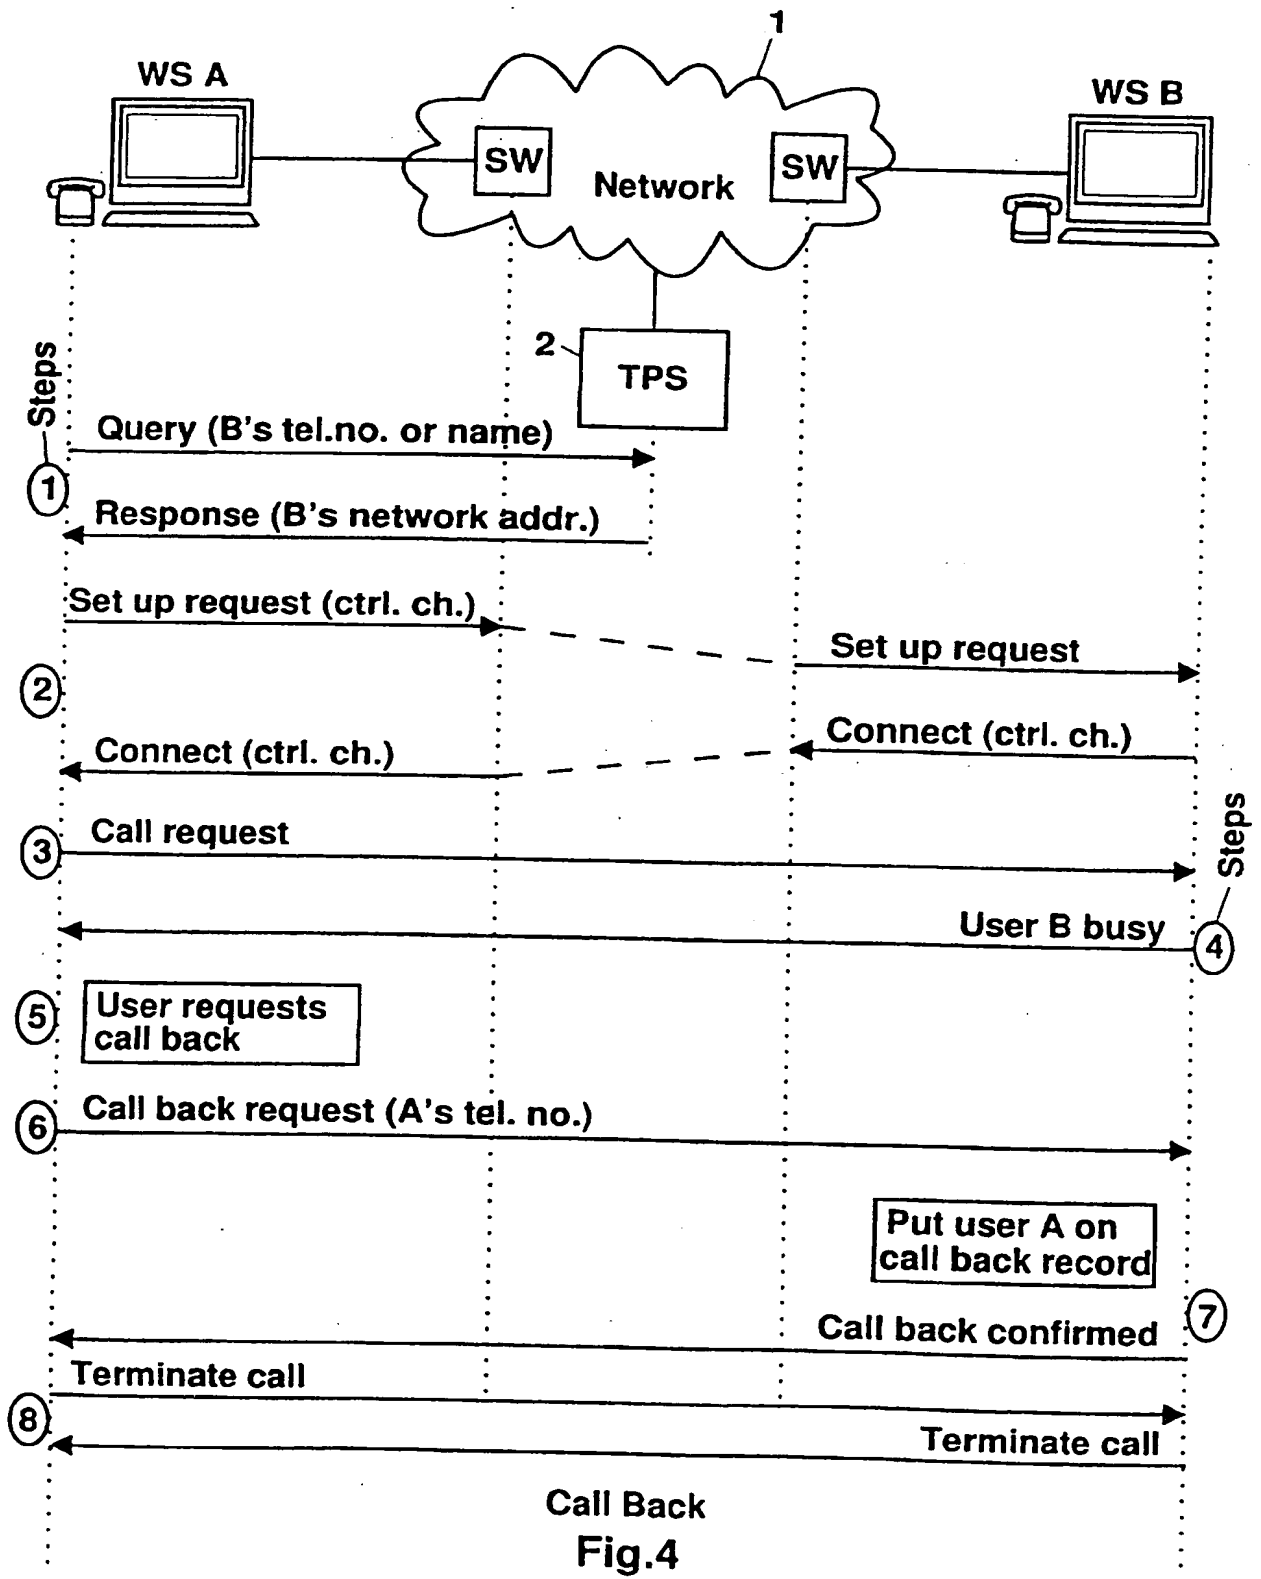 1
WS A
WS B
SW
SW
Network
2
TPS
Steps
Query (B's tel.no. or name)
1
Response (B's network addr.)
Set up request (ctrl. ch.)
Set up request
2
Connect (ctrl. ch.)
Connect (ctrl. ch.)
Steps
3
Call request
User B busy
4
5
User requests
call back
6
Call back request (A's tel. no.)
Put user A on
call back record
7
Call back confirmed
Terminate call
8
Terminate call
Call Back
Fig.4